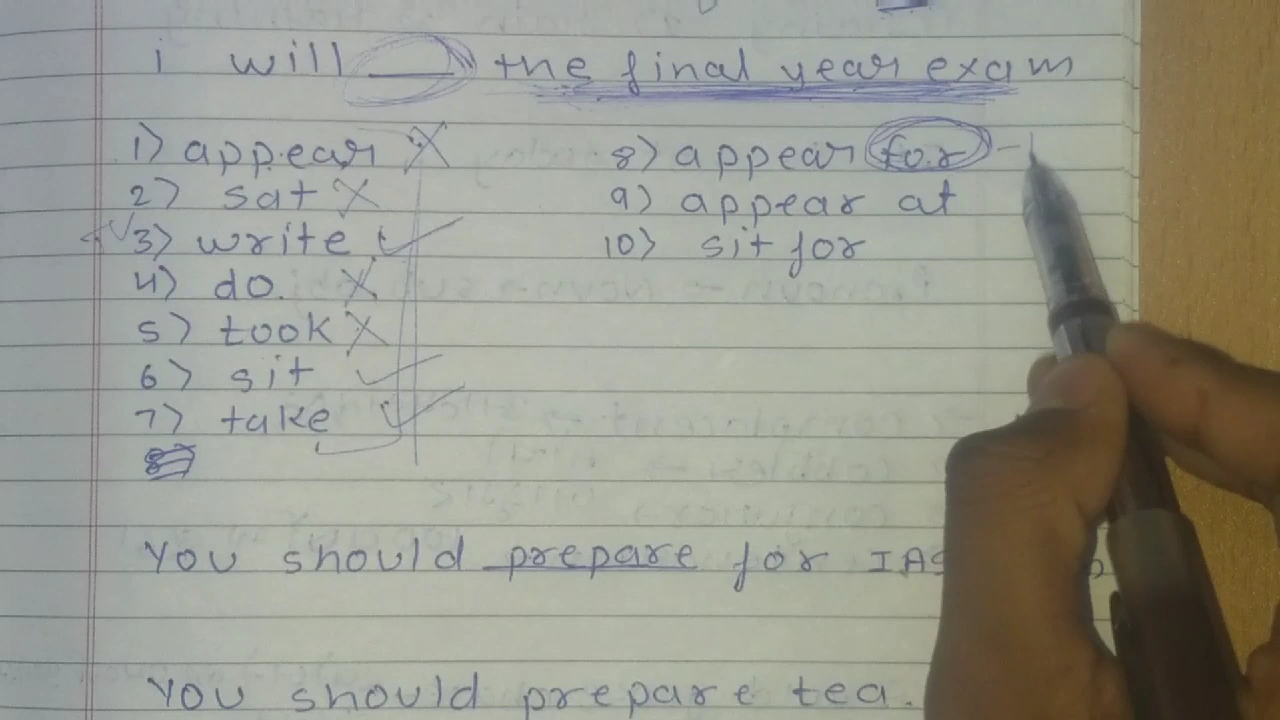 i will ___ the final year exam
1) appear X
2) sat X
3) write ✓
4) do. X
5) took X
6) sit ✓
7) take ✓
8) appear for -
9) appear at
10) sit for
You should prepare for IAS
You should prepare tea.